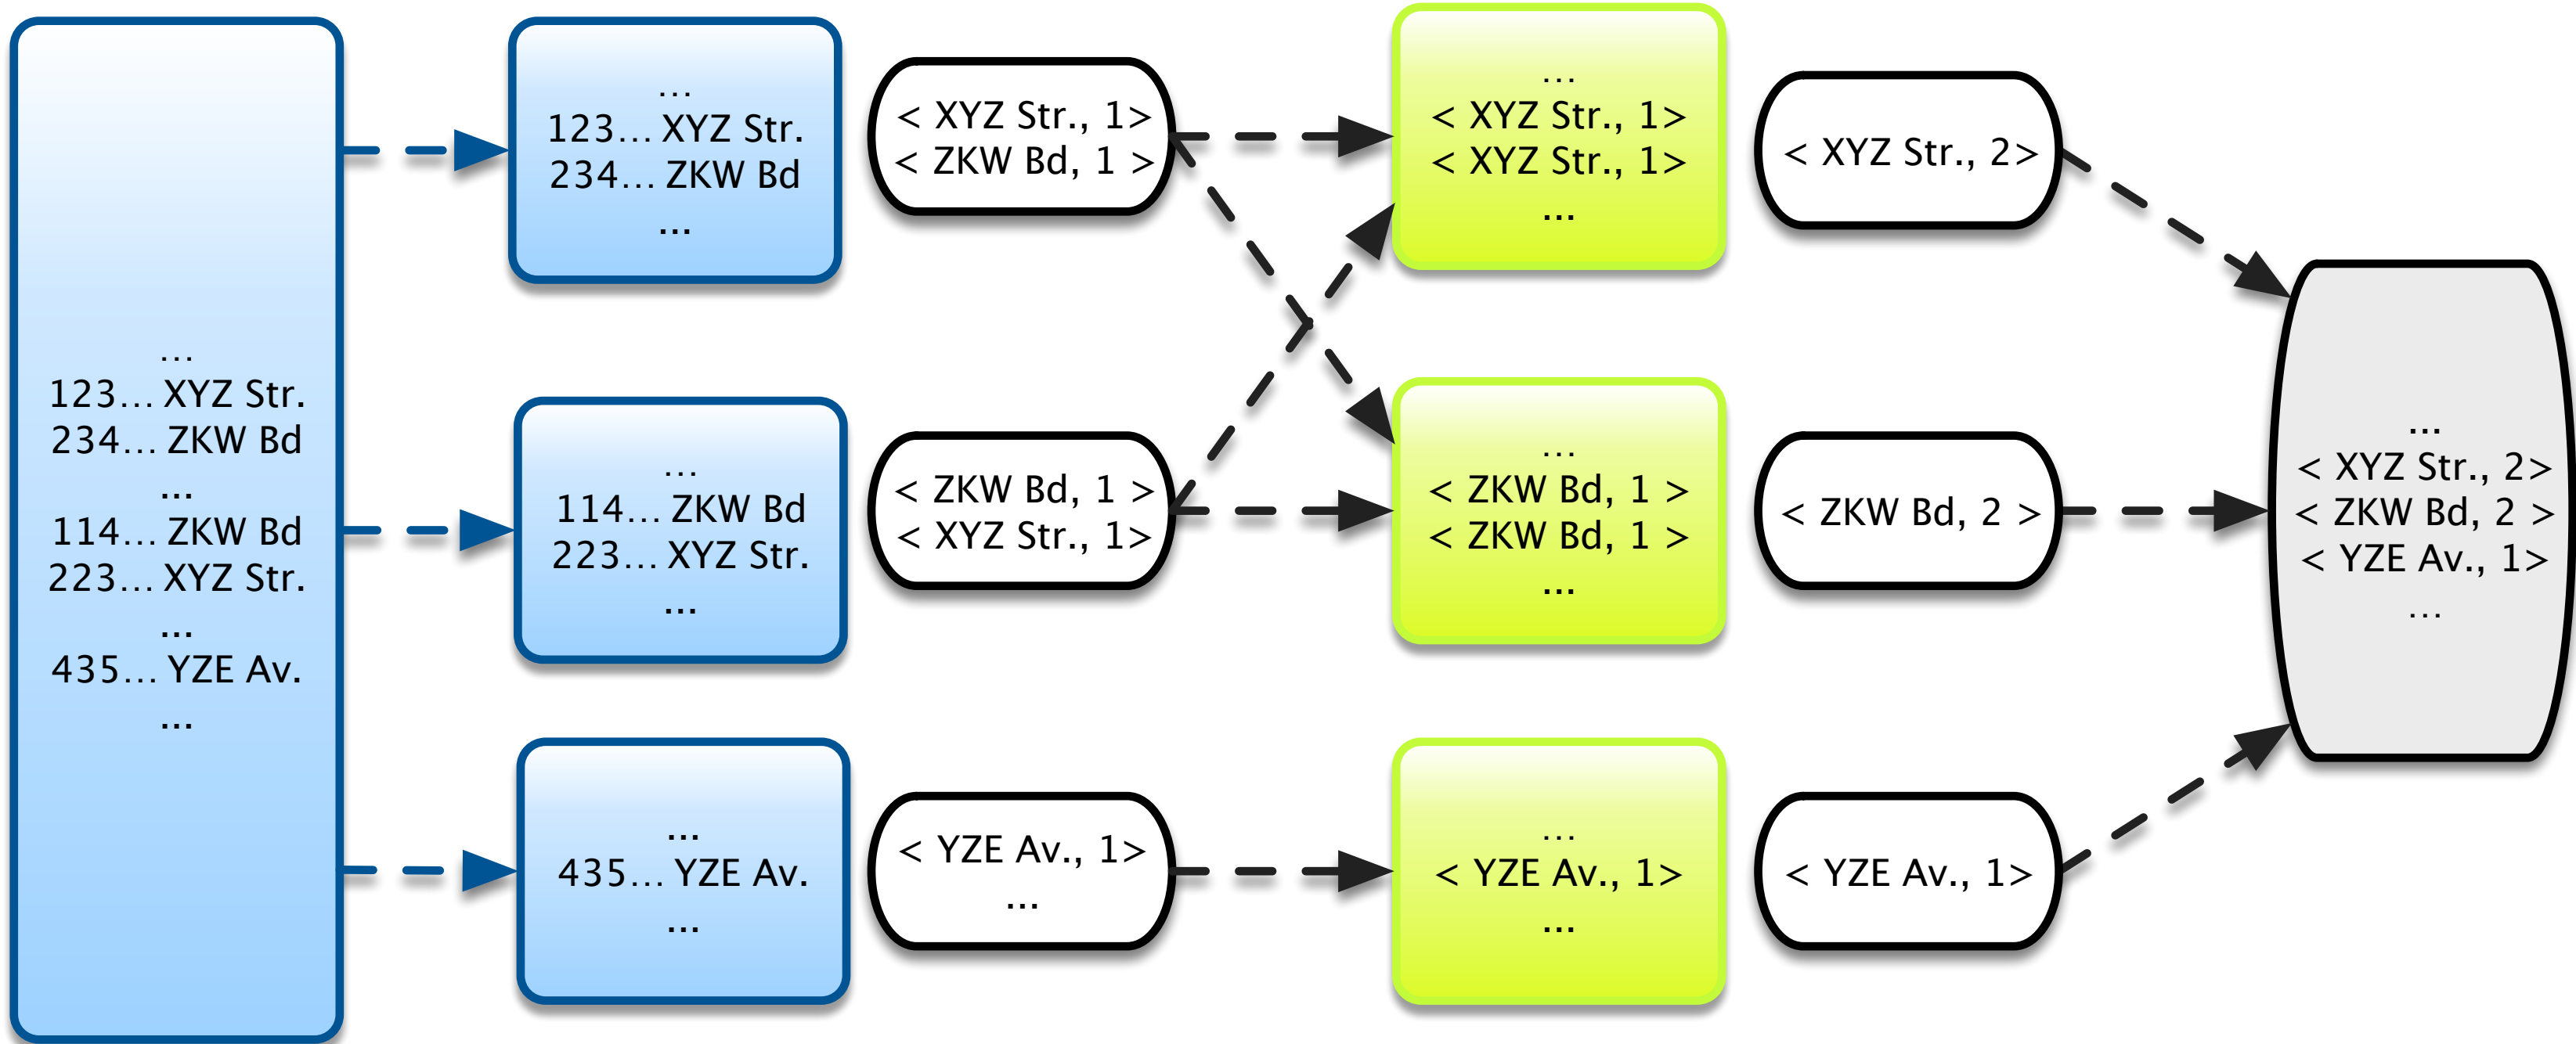 ...
123... XYZ Str.
234... ZKW Bd
...
114... ZKW Bd
223... XYZ Str.
...
435... YZE Av.
...
...
123... XYZ Str.
234... ZKW Bd
...
...
114... ZKW Bd
223... XYZ Str.
...
...
435... YZE Av.
...
< XYZ Str., 1>
< ZKW Bd, 1 >
< ZKW Bd, 1 >
< XYZ Str., 1>
< YZE Av., 1>
...
...
< XYZ Str., 1>
< XYZ Str., 1>
...
...
< ZKW Bd, 1 >
< ZKW Bd, 1 >
...
...
< YZE Av., 1>
...
< XYZ Str., 2>
< ZKW Bd, 2 >
< YZE Av., 1>
...
< XYZ Str., 2>
< ZKW Bd, 2 >
< YZE Av., 1>
...